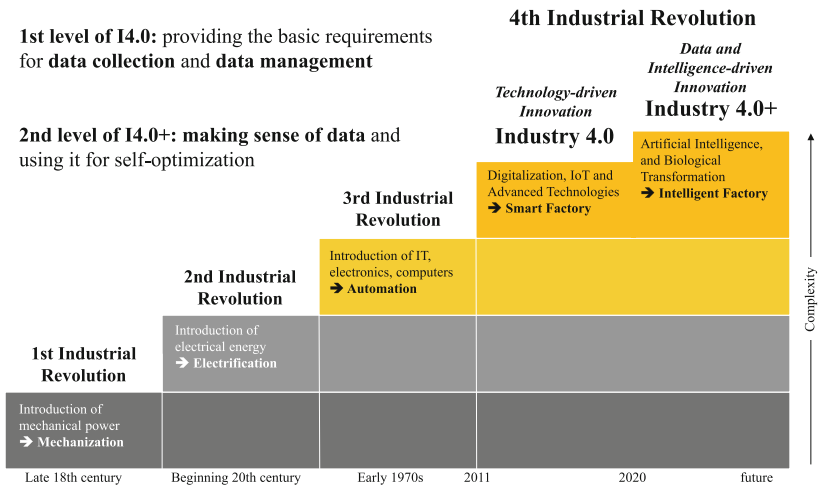 4th Industrial Revolution
1st level of I4.0: providing the basic requirements
for data collection and data management
2nd level of I4.0+: making sense of data and
using it for self-optimization
Technology-driven
Innovation
Industry 4.0
Data and
Intelligence-driven
Innovation
Industry 4.0+
Digitalization, IoT and
Advanced Technologies
➔ Smart Factory
Artificial Intelligence,
and Biological
Transformation
➔ Intelligent Factory
3rd Industrial
Revolution
Introduction of IT,
electronics, computers
➔ Automation
2nd Industrial
Revolution
Introduction of
electrical energy
➔ Electrification
1st Industrial
Revolution
Introduction of
mechanical power
➔ Mechanization
Complexity
Late 18th century
Beginning 20th century
Early 1970s
2011
2020
future